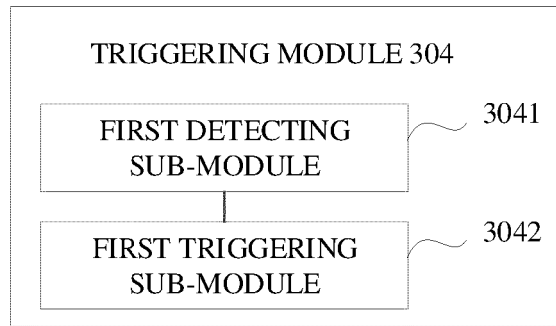 TRIGGERING MODULE 304
FIRST DETECTING
SUB-MODULE
3041
FIRST TRIGGERING
SUB-MODULE
3042